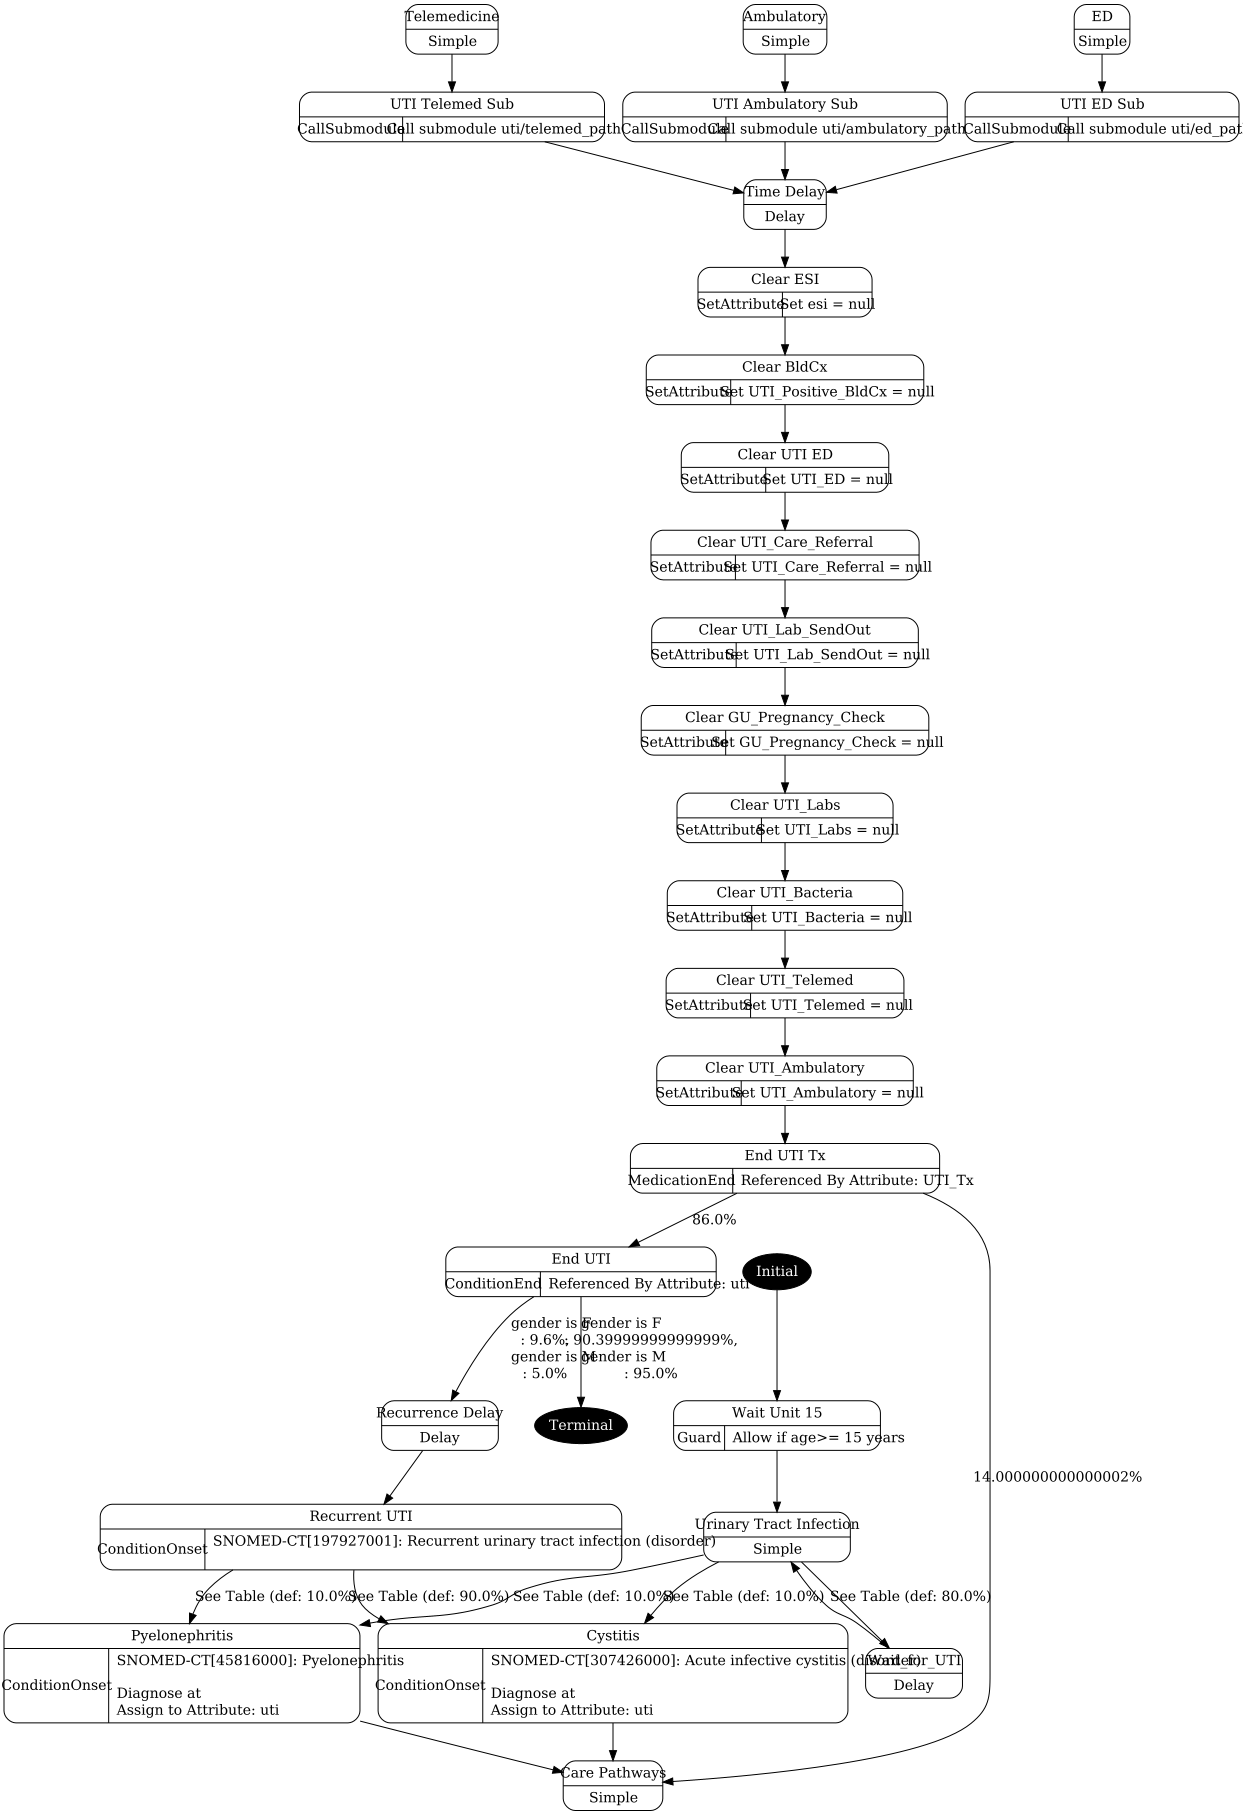 Telemedicine
Simple
Ambulatory
Simple
ED
Simple
UTI Telemed Sub
CallSubmodule
Call submodule uti/telemed_path
UTI Ambulatory Sub
CallSubmodule
Call submodule uti/ambulatory_path
UTI ED Sub
CallSubmodule
Call submodule uti/ed_pat
Time Delay
Delay
Clear ESI
SetAttribute
Set esi = null
Clear BldCx
SetAttribute
Set UTI_Positive_BldCx = null
Clear UTI ED
SetAttribute
Set UTI_ED = null
Clear UTI_Care_Referral
SetAttribute
Set UTI_Care_Referral = null
Clear UTI_Lab_SendOut
SetAttribute
Set UTI_Lab_SendOut = null
Clear GU_Pregnancy_Check
SetAttribute
Set GU_Pregnancy_Check = null
Clear UTI_Labs
SetAttribute
Set UTI_Labs = null
Clear UTI_Bacteria
SetAttribute
Set UTI_Bacteria = null
Clear UTI_Telemed
SetAttribute
Set UTI_Telemed = null
Clear UTI_Ambulatory
SetAttribute
Set UTI_Ambulatory = null
End UTI Tx
MedicationEnd
Referenced By Attribute: UTI_Tx
86.0%
End UTI
ConditionEnd
Referenced By Attribute: uti
Initial
gender is F
: 9.6%,
gender is M
: 5.0%
gender is F
: 90.39999999999999%,
gender is M
: 95.0%
Recurrence Delay
Delay
Terminal
Wait Unit 15
Guard
Allow if age>= 15 years
14.000000000000002%
Recurrent UTI
ConditionOnset
SNOMED-CT[197927001]: Recurrent urinary tract infection (disorder)
Urinary Tract Infection
Simple
See Table (def: 10.0%)
See Table (def: 90.0%)
See Table (def: 10.0%)
See Table (def: 10.0%)
See Table (def: 80.0%)
Pyelonephritis
ConditionOnset
SNOMED-CT[45816000]: Pyelonephritis
Diagnose at
Assign to Attribute: uti
Cystitis
ConditionOnset
SNOMED-CT[307426000]: Acute infective cystitis (disorder)
Diagnose at
Assign to Attribute: uti
Wait_for_UTI
Delay
Care Pathways
Simple